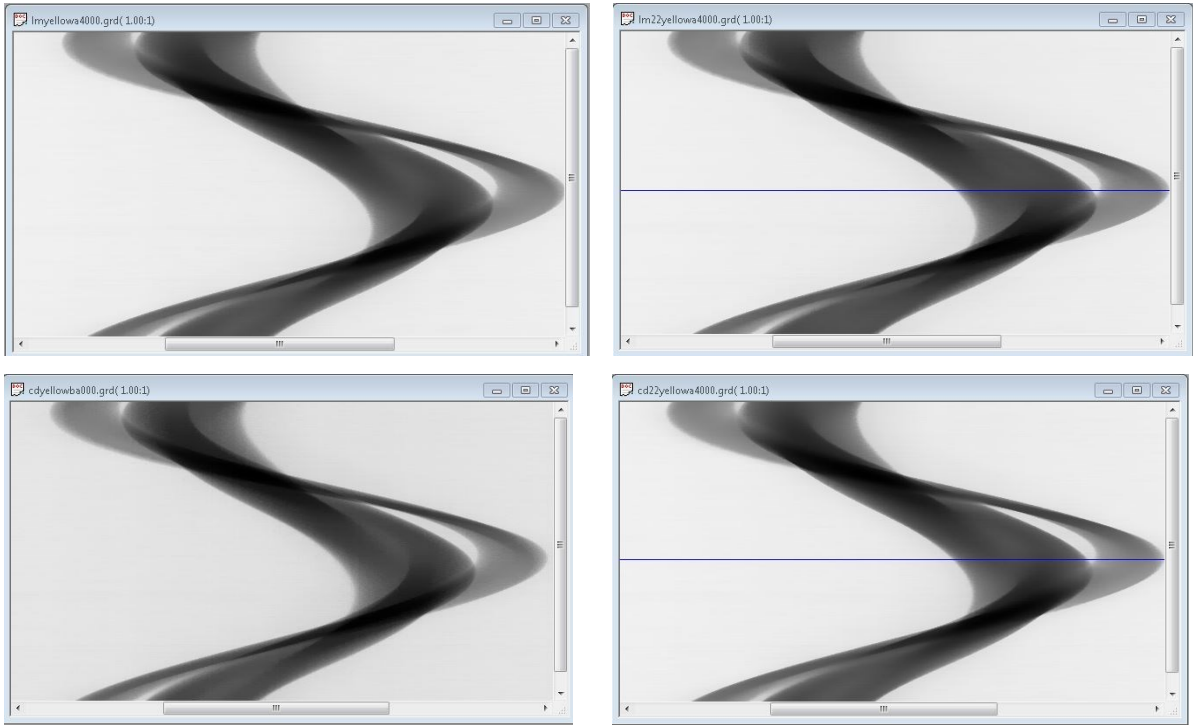 lmyellowa4000.grd( 1.00:1)
lm22yellowa4000.grd( 1.00:1)
cdyellowba000.grd( 1.00:1)
cd22yellowa4000.grd( 1.00:1)